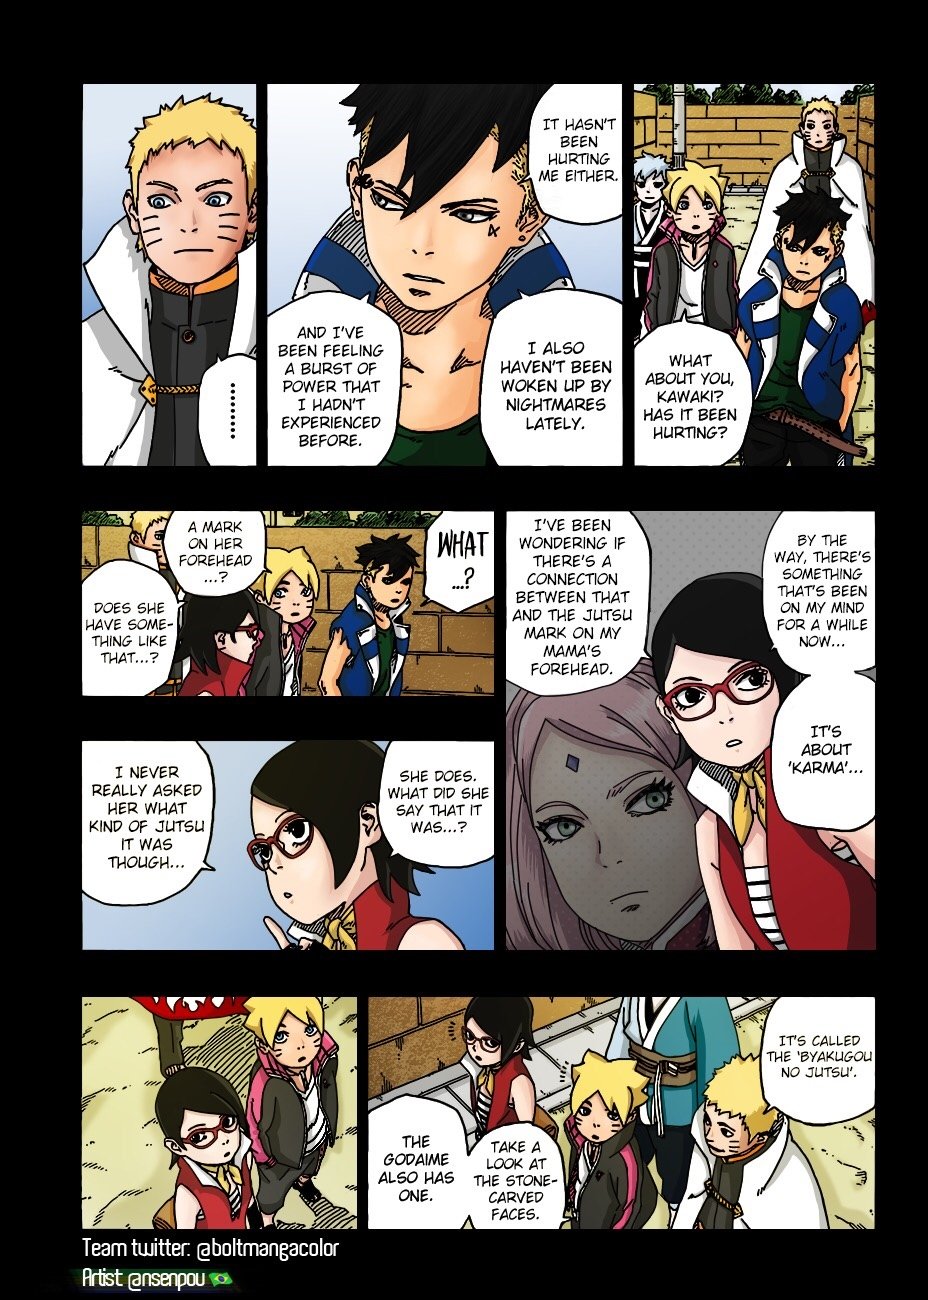 WHAT
ABOUT YOU,
KAWAKI?
HAS IT BEEN
HURTING?
IT HASN'T
BEEN
HURTING
ME EITHER.
I ALSO
HAVEN'T BEEN
WOKEN UP BY
NIGHTMARES
LATELY.
AND I'VE
BEEN FEELING
A BURST OF
POWER THAT
I HADN'T
EXPERIENCED
BEFORE.
.........
BY THE
WAY, THERE'S
SOMETHING
THAT'S BEEN
ON MY MIND
FOR A WHILE
NOW...
IT'S
ABOUT
'KARMA'...
I'VE BEEN
WONDERING IF
THERE'S A
CONNECTION
BETWEEN THAT
AND THE JUTSU
MARK ON MY
MAMA'S
FOREHEAD.
WHAT
...?
A MARK
ON HER
FOREHEAD
...?
DOES SHE
HAVE SOME-
THING LIKE
THAT...?
SHE DOES.
WHAT DID SHE
SAY THAT IT
WAS...?
I NEVER
REALLY ASKED
HER WHAT
KIND OF JUTSU
IT WAS
THOUGH...
IT'S CALLED
THE 'BYAKUGOU
NO JUTSU'.
TAKE A
LOOK AT
THE STONE-
CARVED
FACES.
THE
GODAIME
ALSO HAS
ONE.
Team twitter: @boltmangacolor
Artist @nsenpou